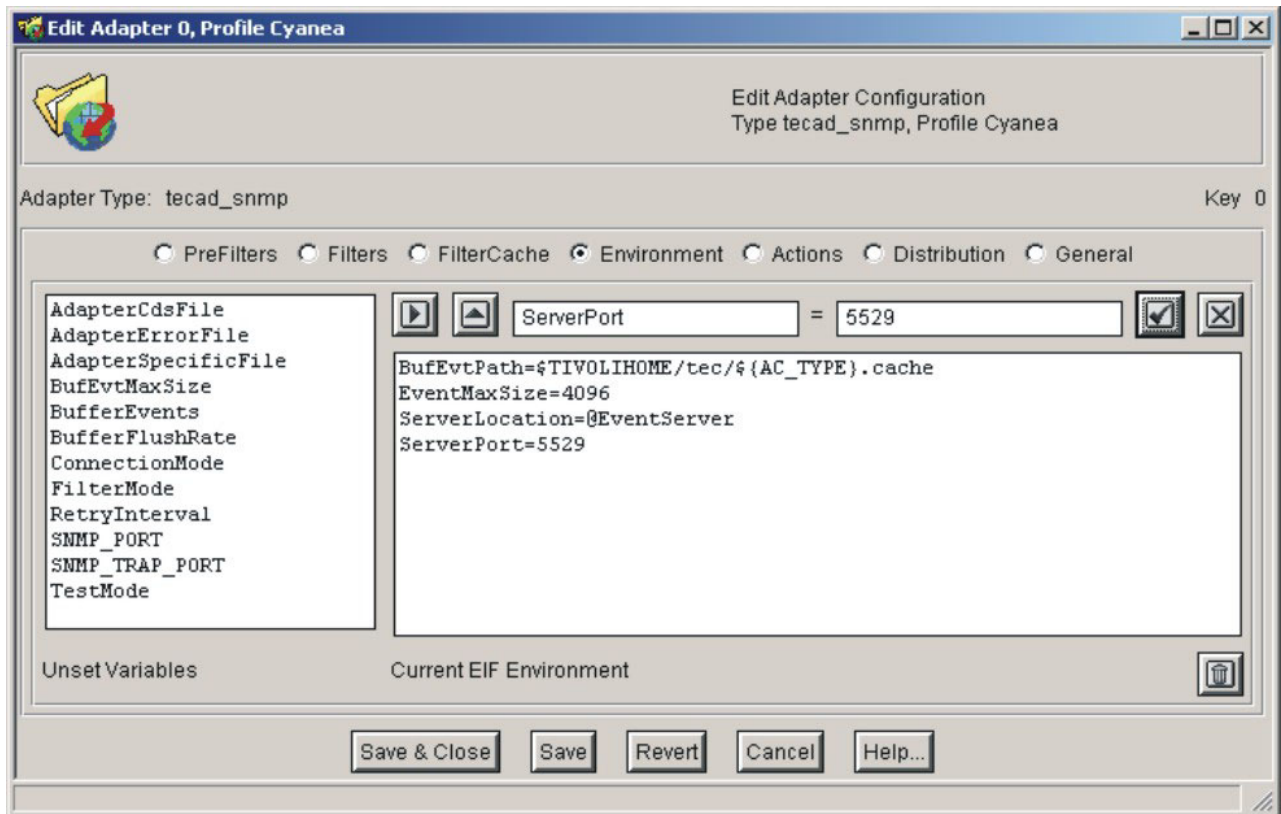 Edit Adapter 0, Profile Cyanea
Edit Adapter Configuration
Type tecad_snmp, Profile Cyanea
Adapter Type: tecad_snmp Key 0
PreFilters Filters FilterCache Environment Actions Distribution General
AdapterCdsFile
AdapterErrorFile
AdapterSpecificFile
BufEvtMaxSize
BufferEvents
BufferFlushRate
ConnectionMode
FilterMode
RetryInterval
SNMP_PORT
SNMP_TRAP_PORT
TestMode
ServerPort = 5529
BufEvtPath=$TIVOLIHOME/tec/${AC_TYPE}.cache
EventMaxSize=4096
ServerLocation=@EventServer
ServerPort=5529
Unset Variables Current EIF Environment
Save & Close Save Revert Cancel Help...